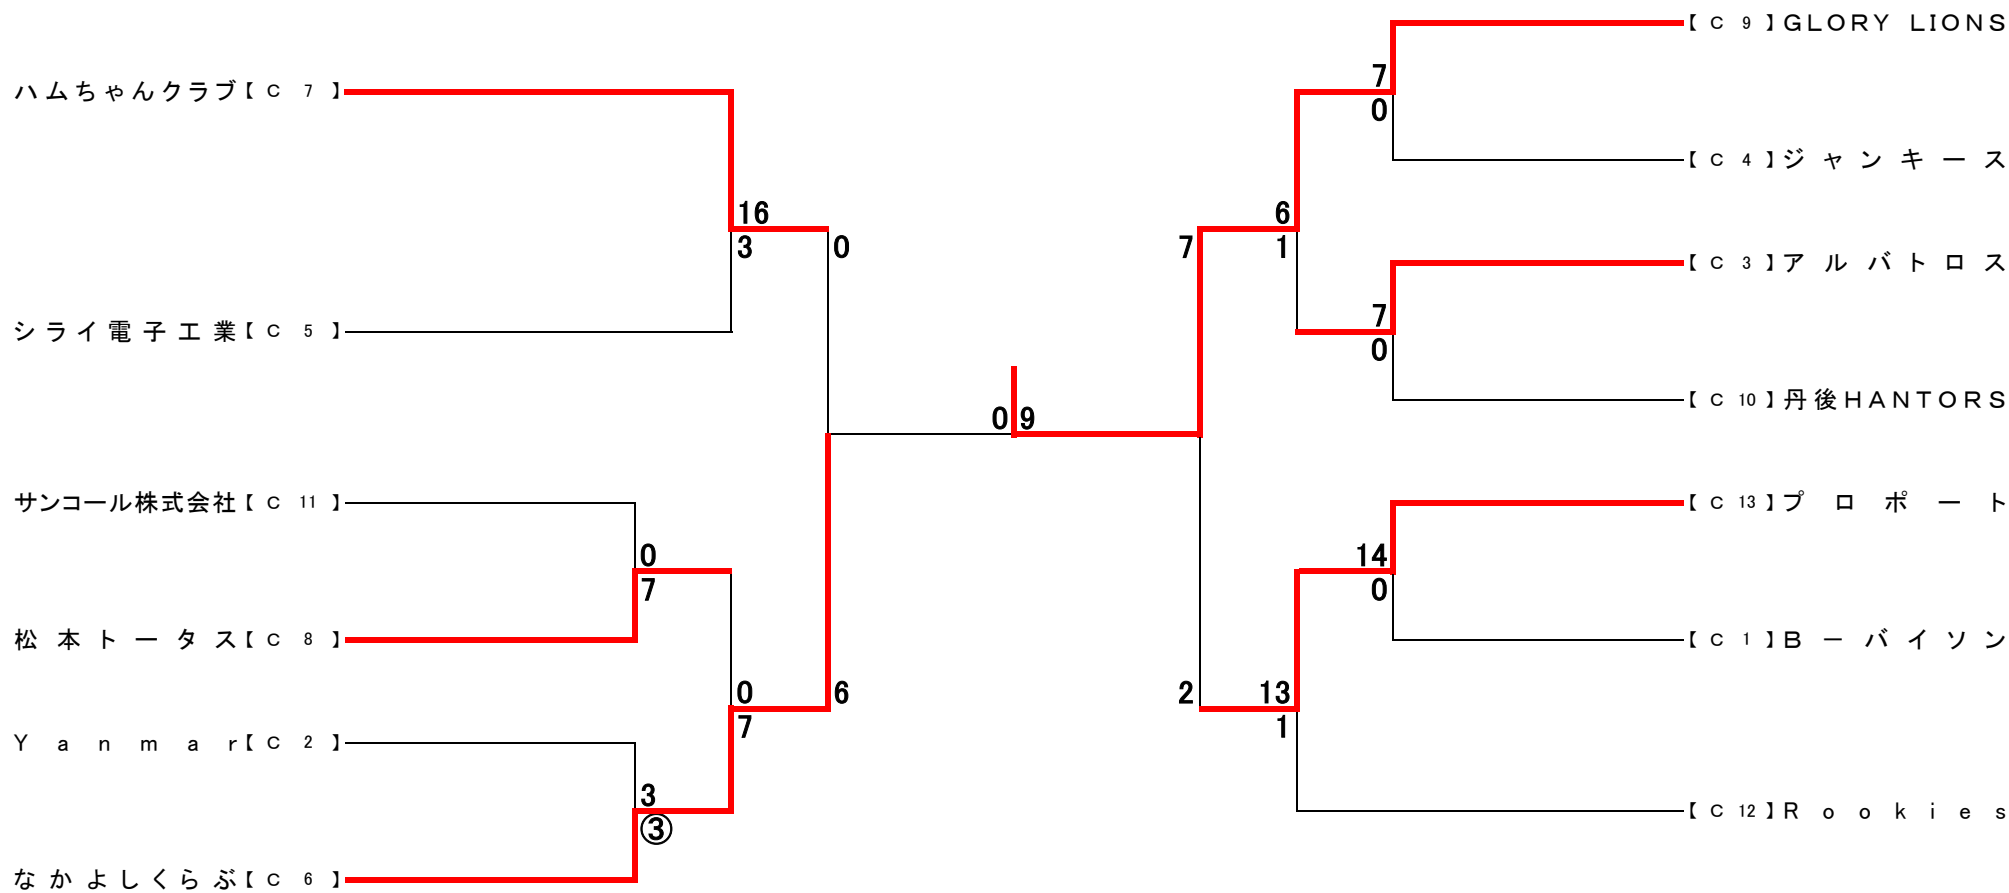 【 C 9 】GLORY LIONS
ハムちゃんクラブ【 C 7 】
7
0
【 C 4 】ジャンキース
16
3
0
7
6
1
【 C 3 】アルバトロス
シライ電子工業【 C 5 】
7
0
【 C 10 】丹後HANTORS
0 9
サンコール株式会社【 C 11 】
【 C 13 】プロポート
0
7
14
0
松本トータス【 C 8 】
【 C 1 】B－バイソン
0
7
6
2
13
1
Yanmar【 C 2 】
3
③
【 C 12 】Rookies
なかよしくらぶ【 C 6 】